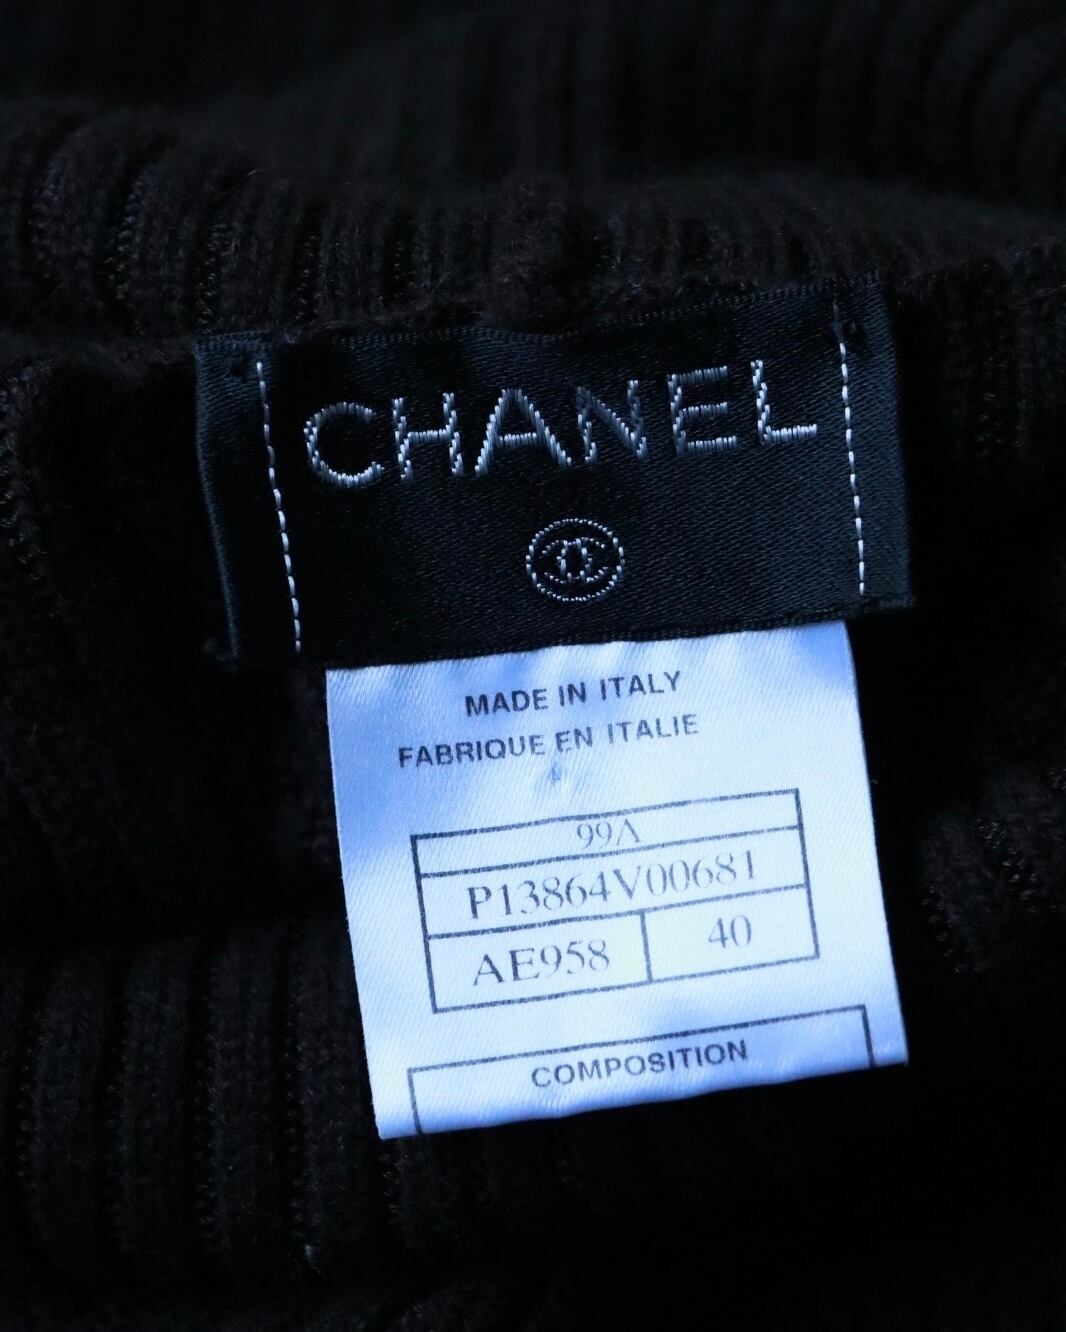 CHANEL
MADE IN ITALY
FABRIQUE EN ITALIE
99A
P13864V00681
AE958 40
COMPOSITION